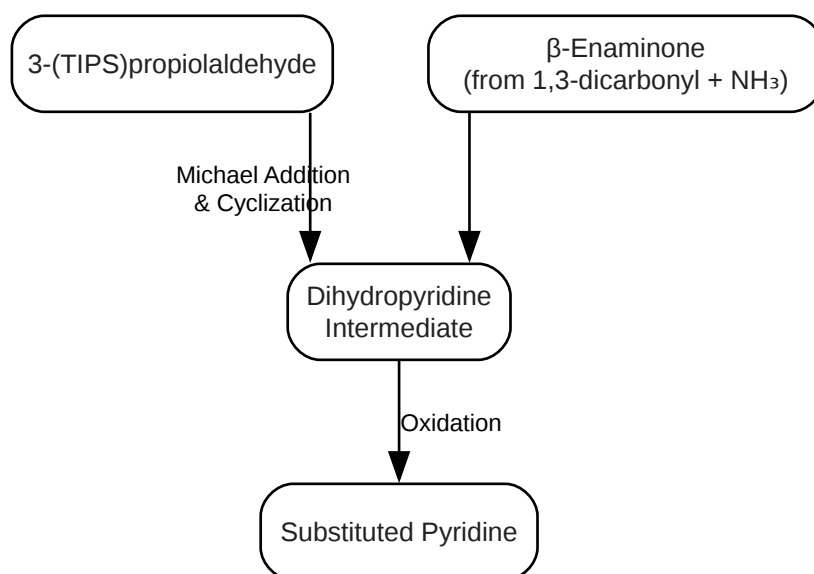 3-(TIPS)propiolaldehyde
β-Enaminone
(from 1,3-dicarbonyl + NH₃)
Michael Addition
& Cyclization
Dihydropyridine
Intermediate
Oxidation
Substituted Pyridine